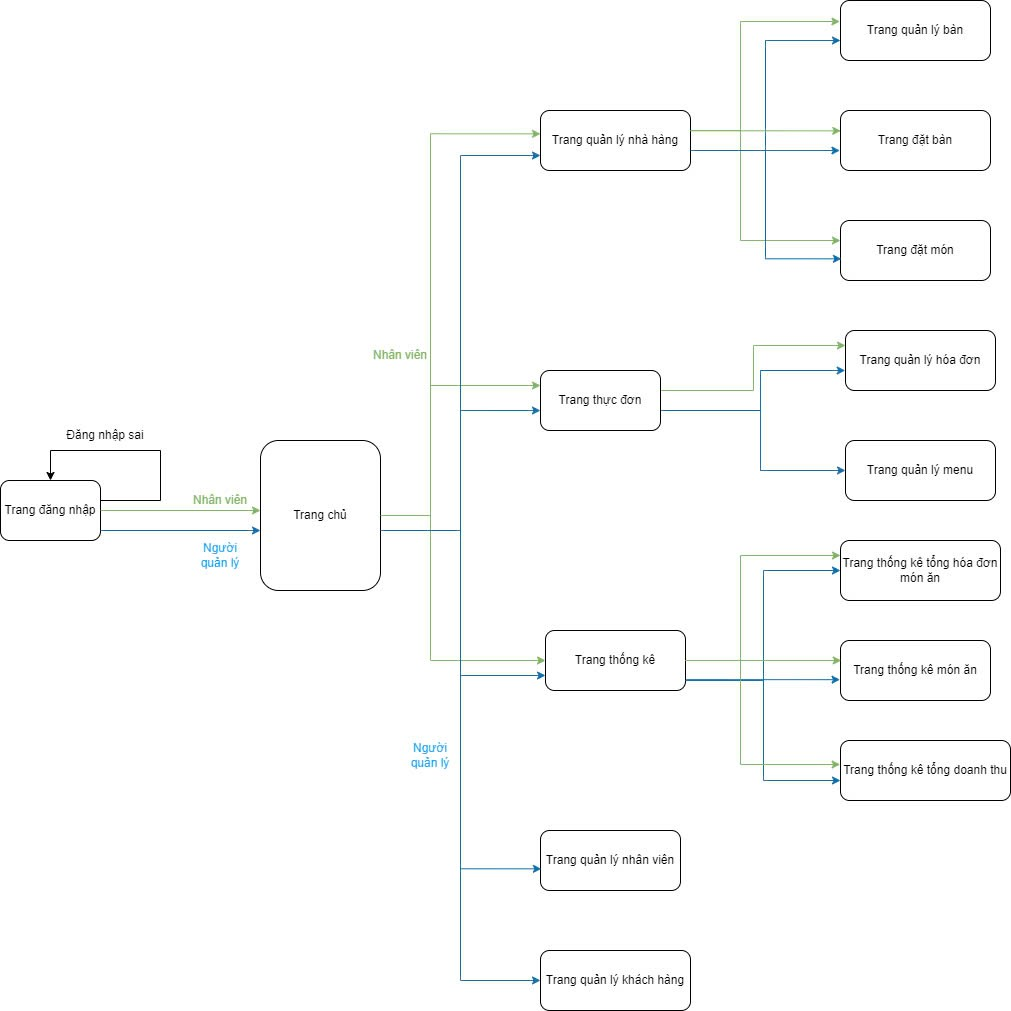 Trang quản lý bàn
Trang quản lý nhà hàng
Trang đặt bàn
Trang đặt món
Nhân viên
Trang quản lý hóa đơn
Trang thực đơn
Đăng nhập sai
Trang quản lý menu
Trang đăng nhập
Nhân viên
Trang chủ
Người
quản lý
Trang thống kê tổng hóa đơn
món ăn
Trang thống kê
Trang thống kê món ăn
Người
quản lý
Trang thống kê tổng doanh thu
Trang quản lý nhân viên
Trang quản lý khách hàng